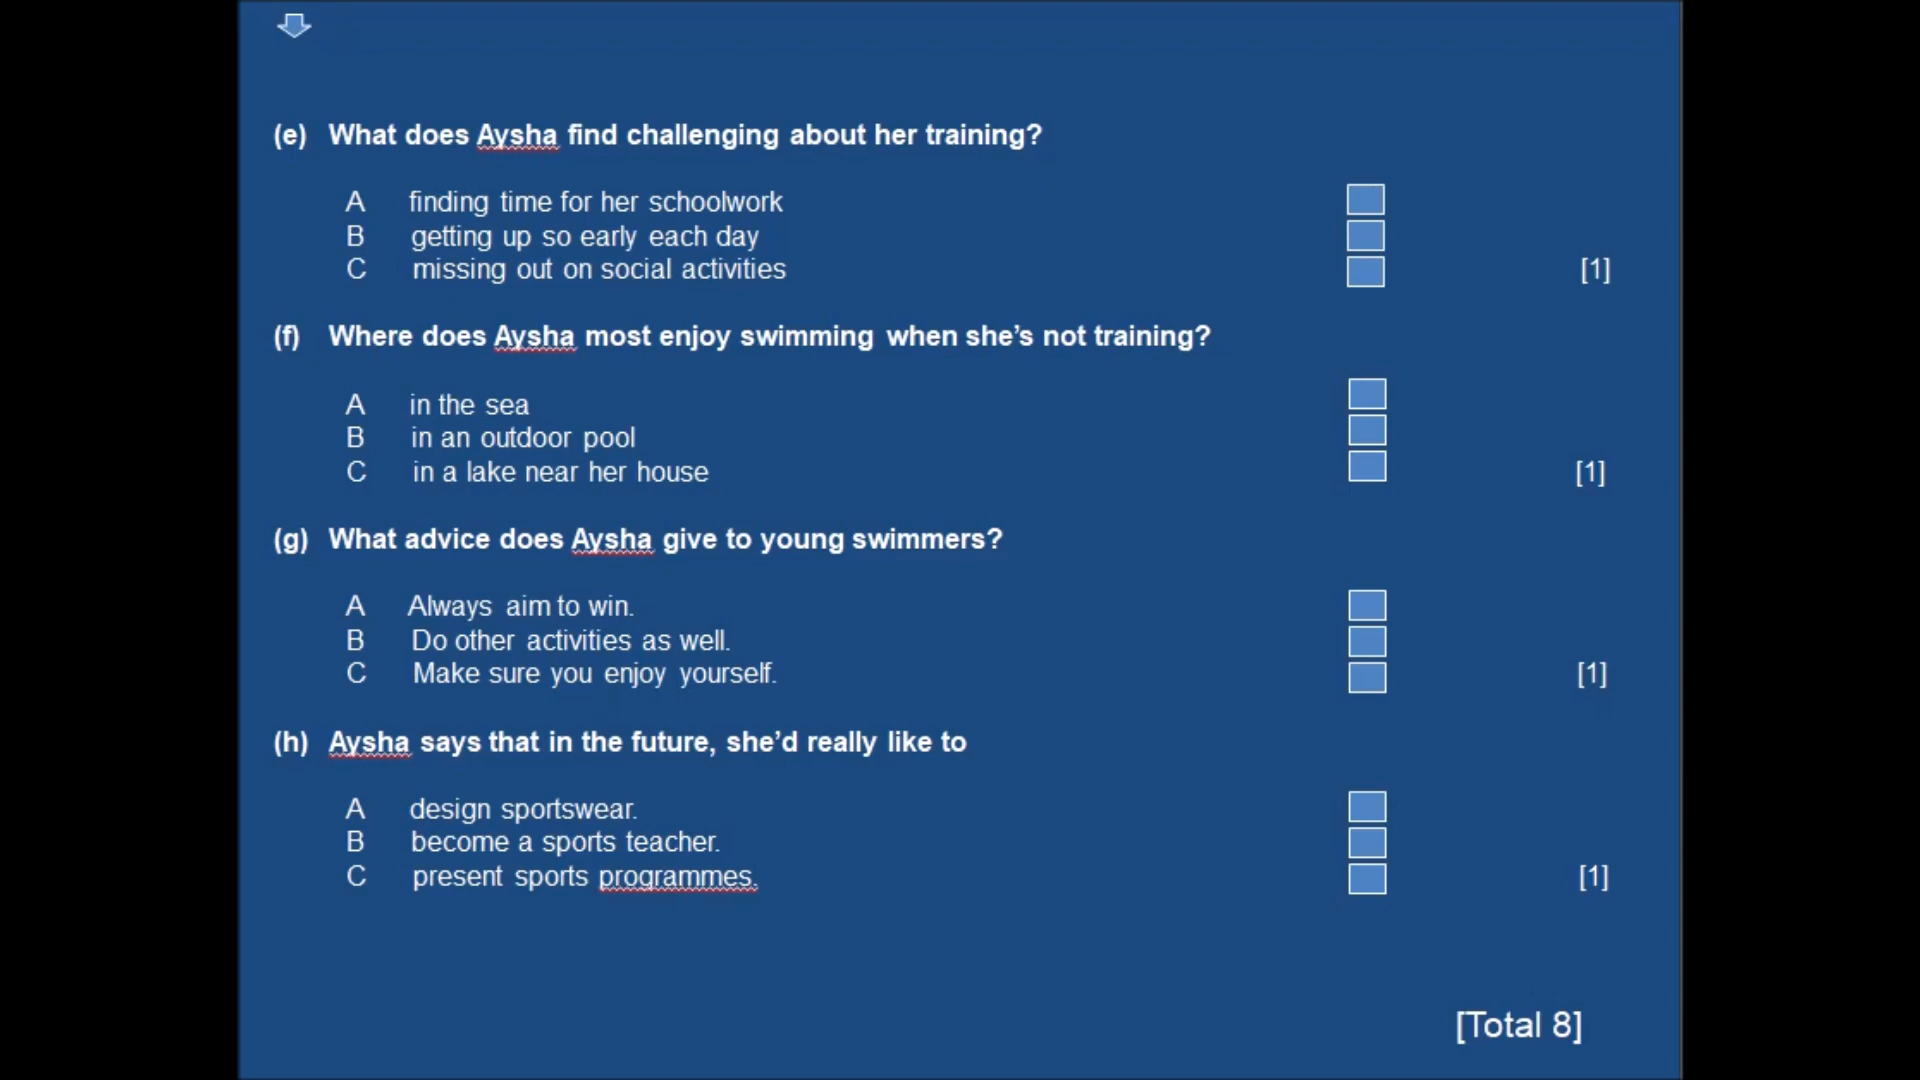 (e) What does Aysha find challenging about her training?
A finding time for her schoolwork
B getting up so early each day
C missing out on social activities [1]
(f) Where does Aysha most enjoy swimming when she’s not training?
A in the sea
B in an outdoor pool
C in a lake near her house [1]
(g) What advice does Aysha give to young swimmers?
A Always aim to win.
B Do other activities as well.
C Make sure you enjoy yourself. [1]
(h) Aysha says that in the future, she’d really like to
A design sportswear.
B become a sports teacher.
C present sports programmes. [1]
[Total 8]